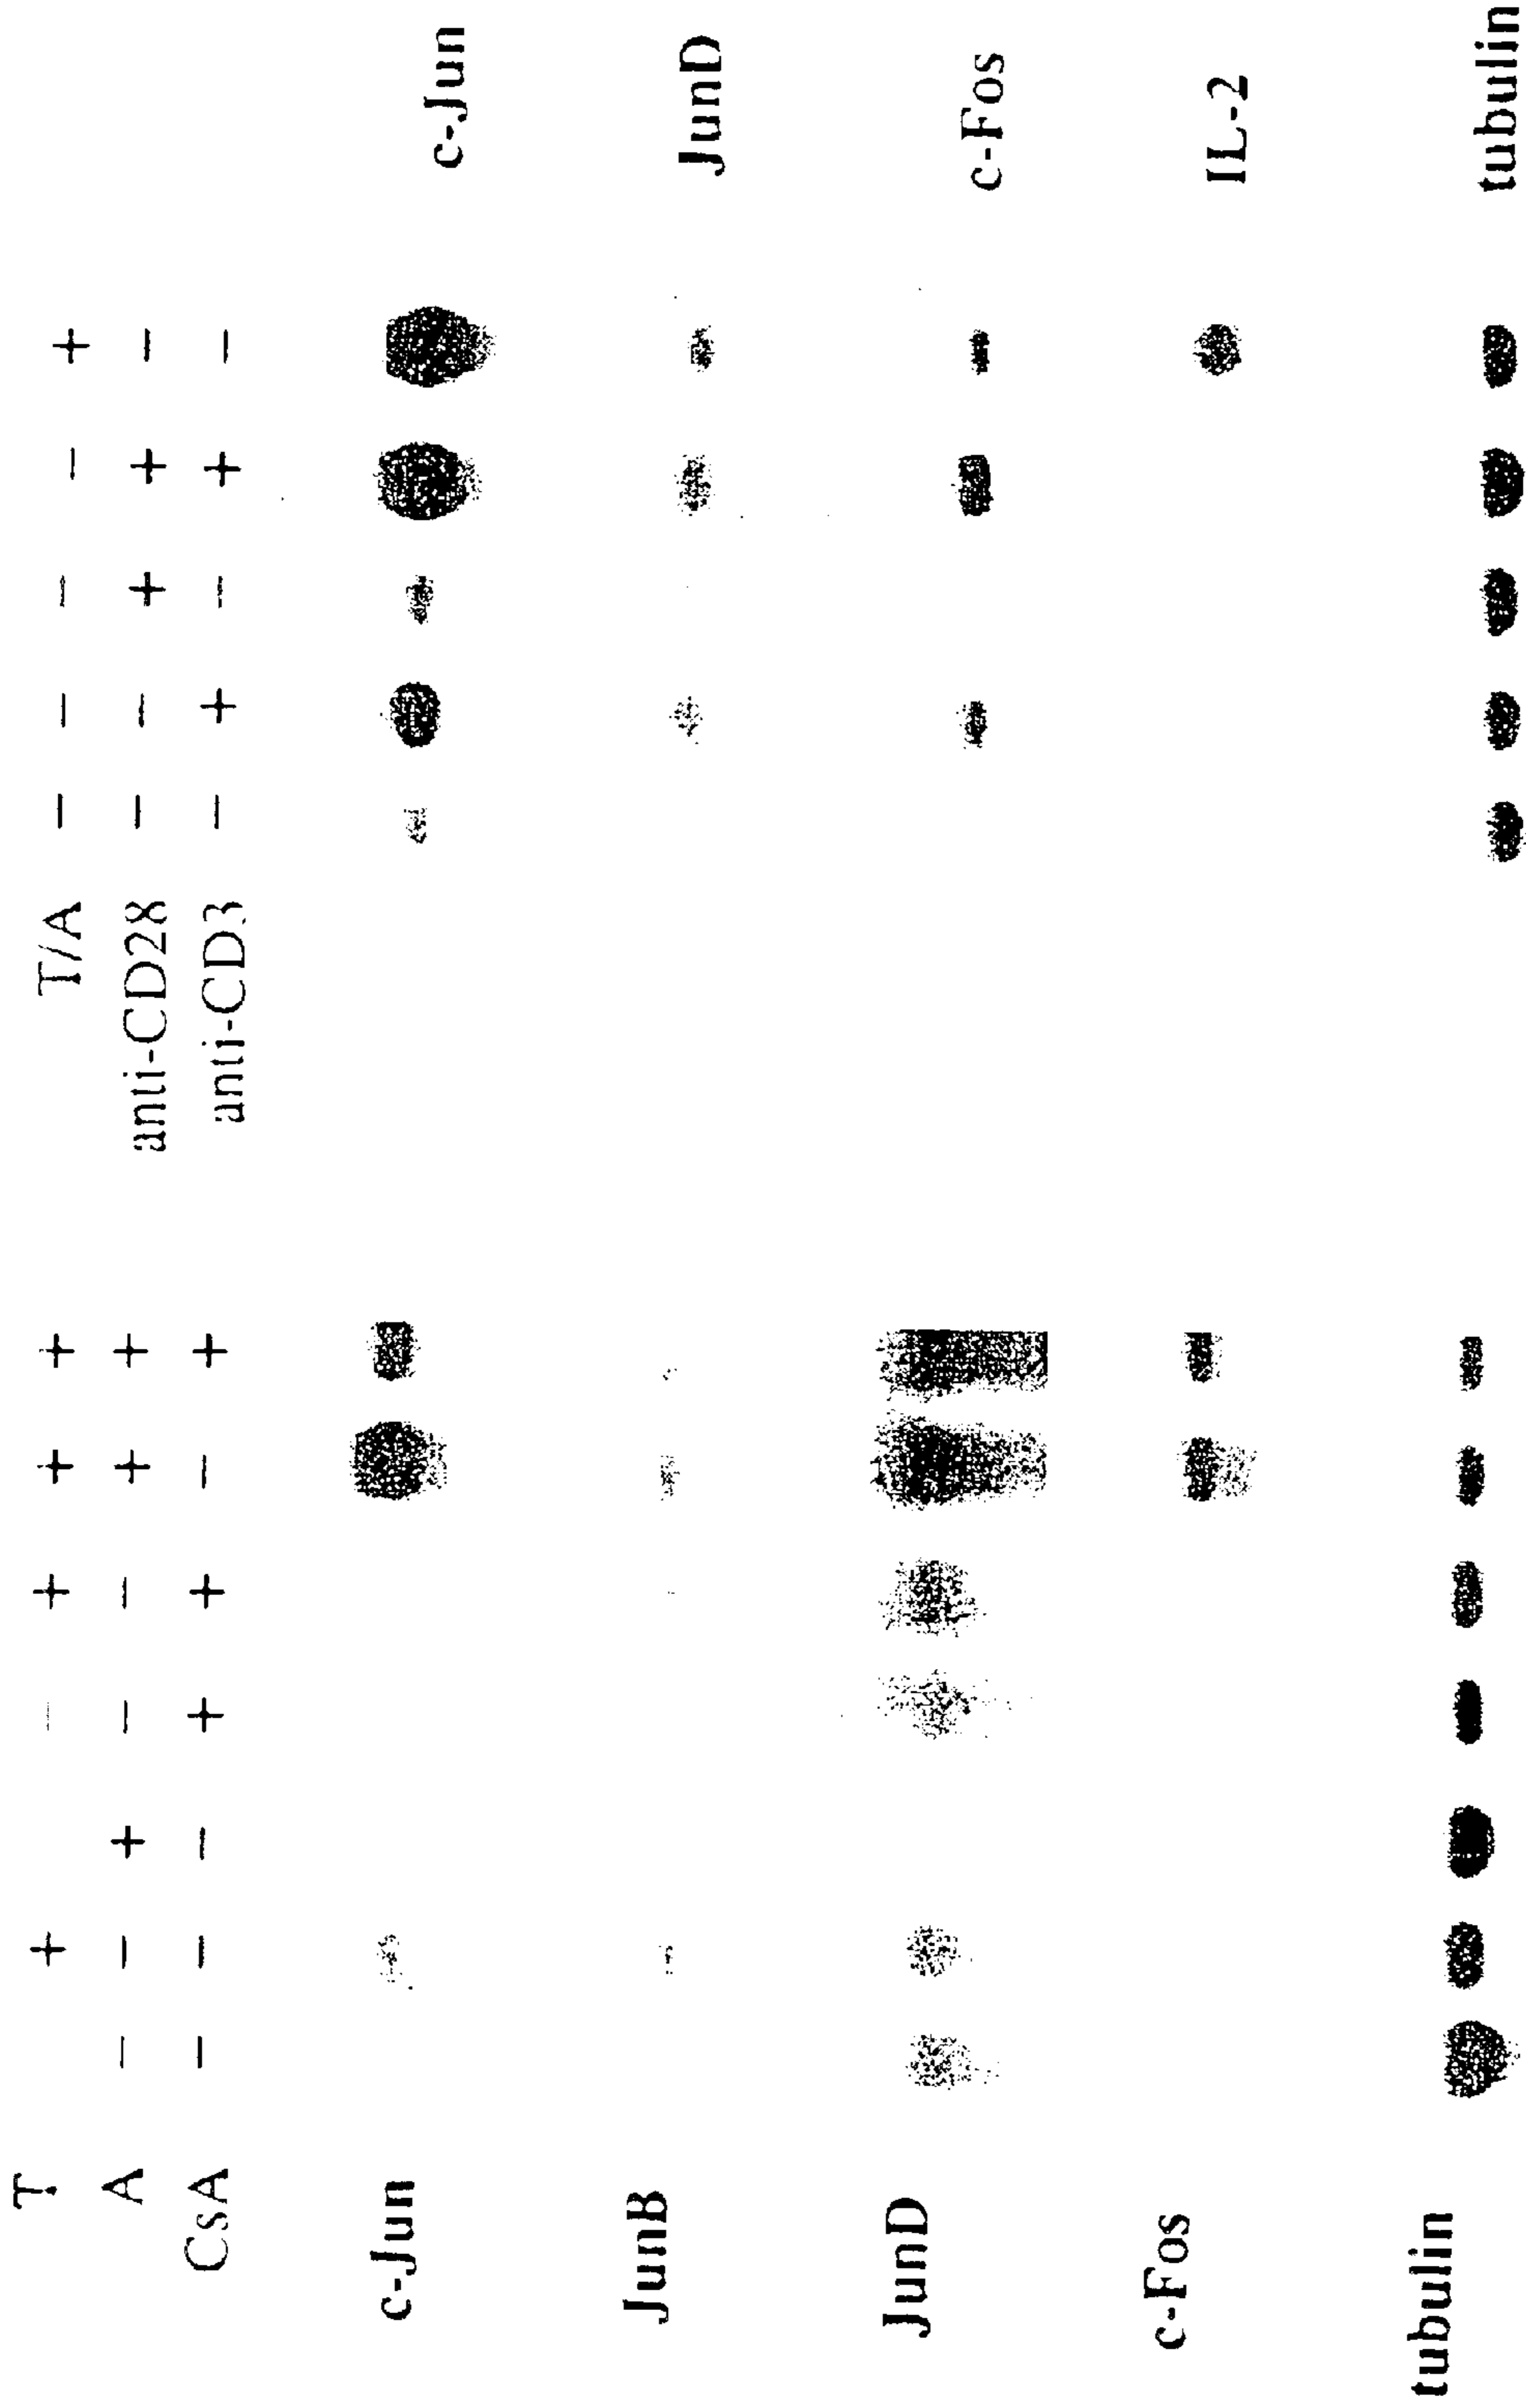 T + − + + +
A − − + − − + +
CsA − − − + + − +
c-Jun
JunB
JunD
c-Fos
tubulin
T/A − − − − +
anti-CD28 − − + + −
anti-CD3 − + − + −
c-Jun
JunD
c-Fos
IL-2
tubulin